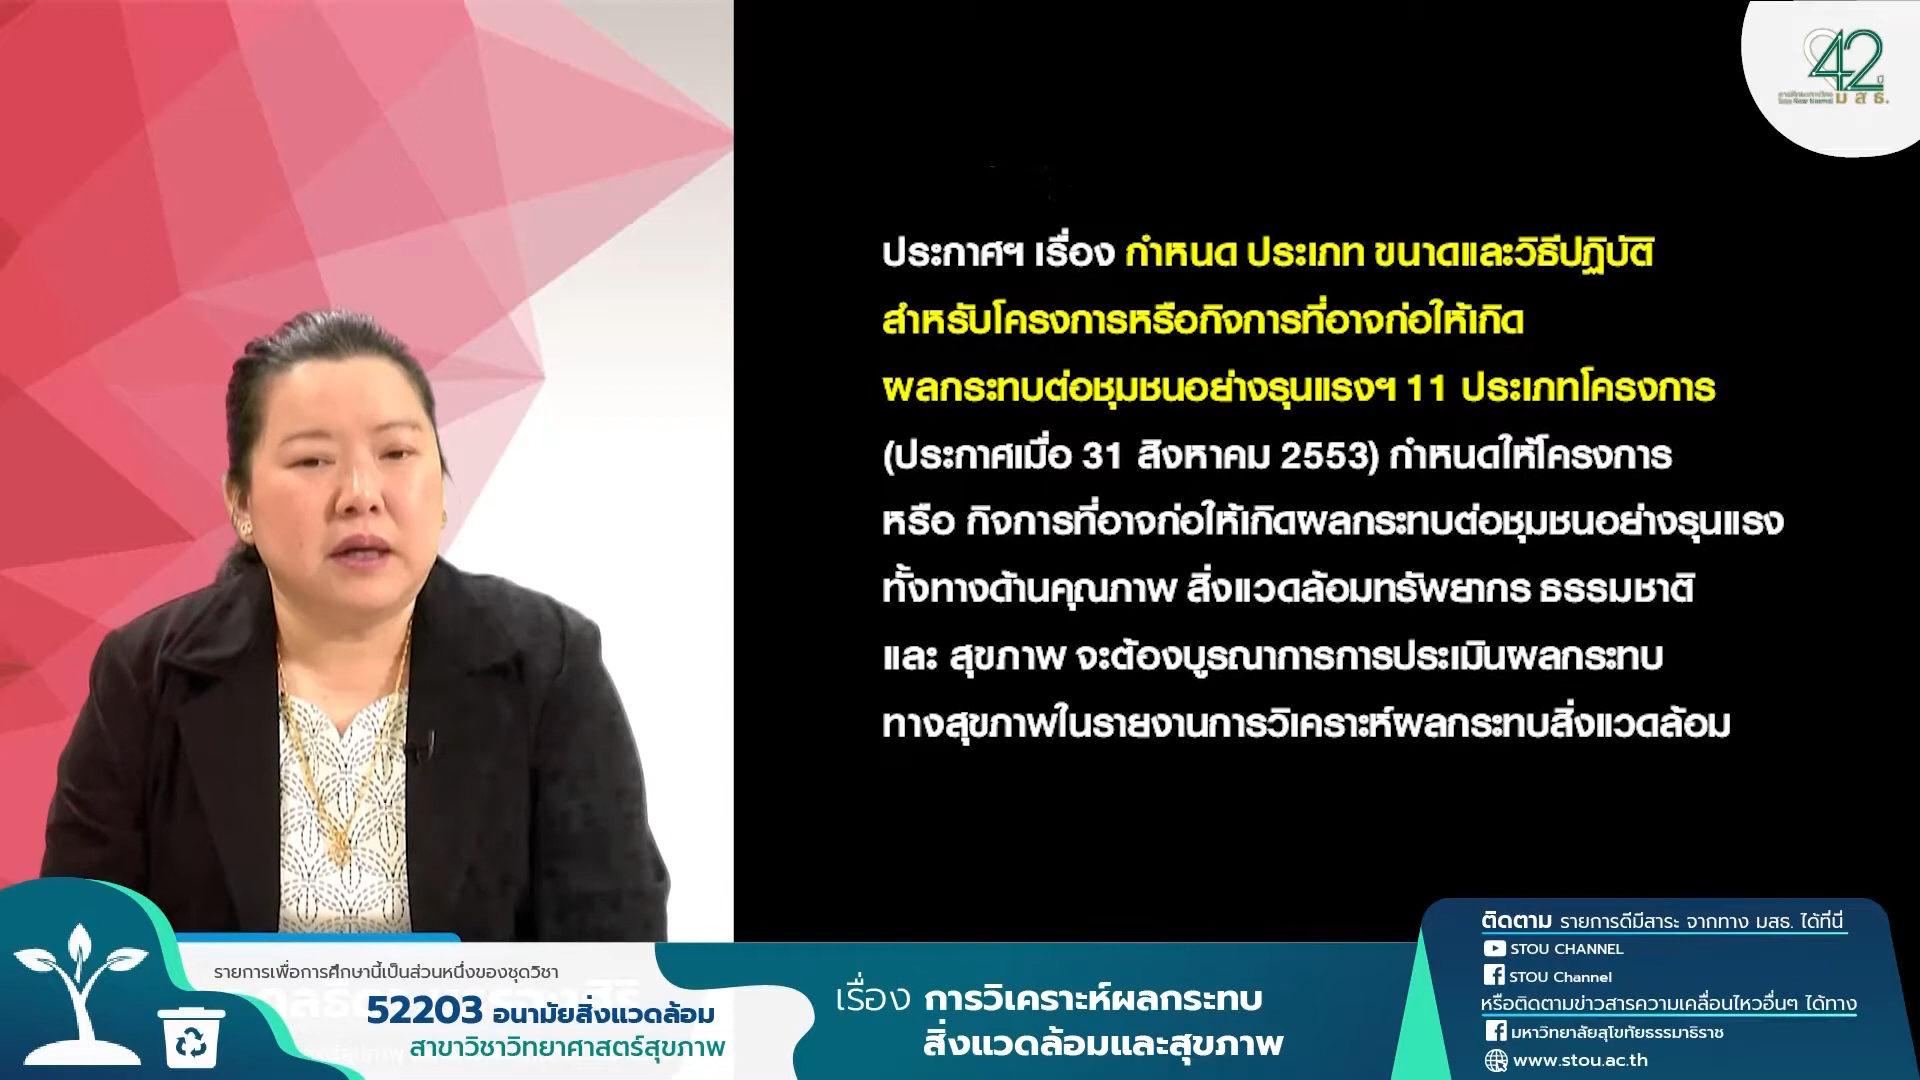 42
ปี
ม ส ธ.
ประกาศฯ เรื่อง กำหนด ประเภท ขนาดและวิธีปฏิบัติ
สำหรับโครงการหรือกิจการที่อาจก่อให้เกิด
ผลกระทบต่อชุมชนอย่างรุนแรงฯ 11 ประเภทโครงการ
(ประกาศเมื่อ 31 สิงหาคม 2553) กำหนดให้โครงการ
หรือ กิจการที่อาจก่อให้เกิดผลกระทบต่อชุมชนอย่างรุนแรง
ทั้งทางด้านคุณภาพ สิ่งแวดล้อมทรัพยากร ธรรมชาติ
และ สุขภาพ จะต้องบูรณาการการประเมินผลกระทบ
ทางสุขภาพในรายงานการวิเคราะห์ผลกระทบสิ่งแวดล้อม
รายการเพื่อการศึกษานี้เป็นส่วนหนึ่งของชุดวิชา
52203 อนามัยสิ่งแวดล้อม
สาขาวิชาวิทยาศาสตร์สุขภาพ
เรื่อง การวิเคราะห์ผลกระทบ
สิ่งแวดล้อมและสุขภาพ
ติดตาม รายการดีมีสาระ จากทาง มสธ. ได้ที่นี่
STOU CHANNEL
STOU Channel
หรือติดตามข่าวสารความเคลื่อนไหวอื่นๆ ได้ทาง
มหาวิทยาลัยสุโขทัยธรรมาธิราช
www.stou.ac.th